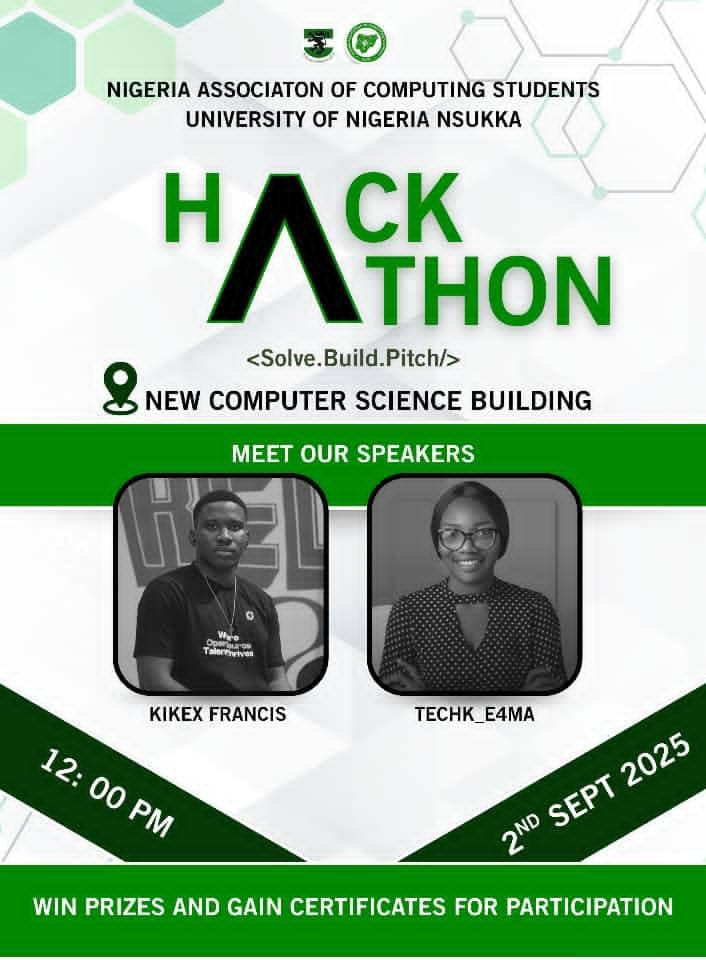 NIGERIA ASSOCIATON OF COMPUTING STUDENTS
UNIVERSITY OF NIGERIA NSUKKA
HACK
THON
<Solve.Build.Pitch/>
NEW COMPUTER SCIENCE BUILDING
MEET OUR SPEAKERS
KIKEX FRANCIS
TECHK_E4MA
12: 00 PM
2ND SEPT 2025
WIN PRIZES AND GAIN CERTIFICATES FOR PARTICIPATION